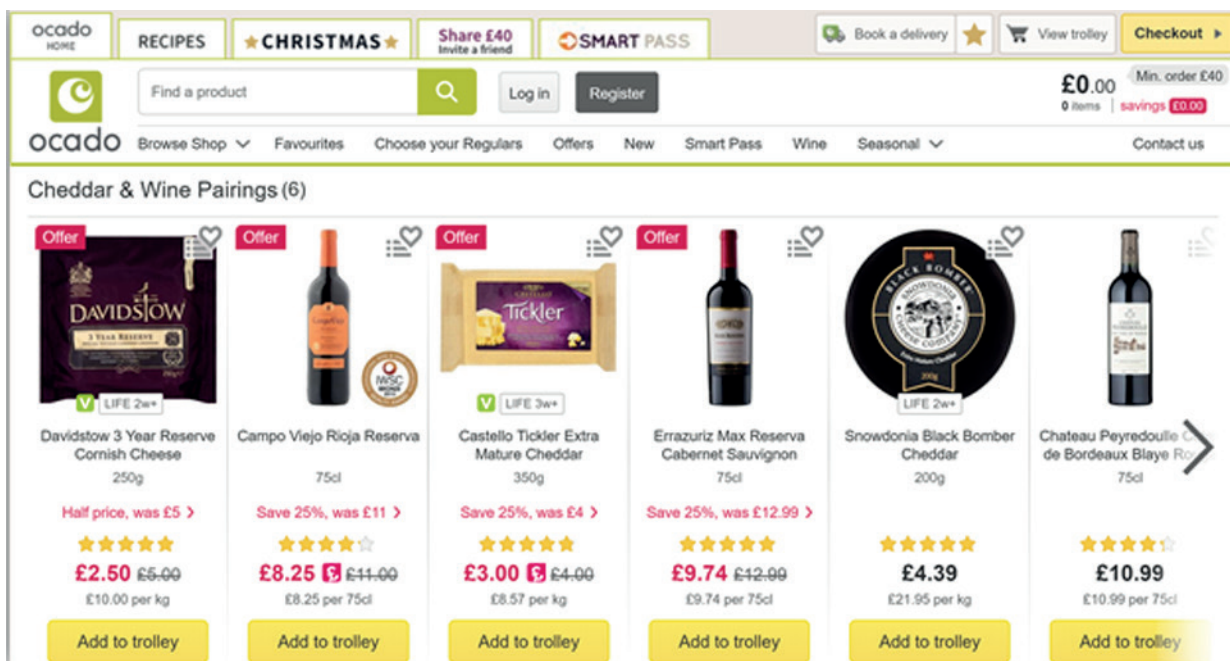 ocado
HOME
RECIPES
CHRISTMAS
Share £40
Invite a friend
SMART PASS
Book a delivery
View trolley
Checkout
ocado
Find a product
Log in
Register
£0.00
Min. order £40
0 items
savings £0.00
Browse Shop
Favourites
Choose your Regulars
Offers
New
Smart Pass
Wine
Seasonal
Contact us
Cheddar & Wine Pairings (6)
Offer
DAVIDSTOW
3 YEAR RESERVE
V LIFE 2w+
Davidstow 3 Year Reserve
Cornish Cheese
250g
Half price, was £5
£2.50 £5.00
£10.00 per kg
Add to trolley
Offer
IWSC
Campo Viejo Rioja Reserva
75cl
Save 25%, was £11
£8.25 £ £11.00
£8.25 per 75cl
Add to trolley
Offer
CASTELLO
Tickler
V LIFE 3w+
Castello Tickler Extra
Mature Cheddar
350g
Save 25%, was £4
£3.00 £ £4.00
£8.57 per kg
Add to trolley
Offer
Errazuriz Max Reserva
Cabernet Sauvignon
75cl
Save 25%, was £12.99
£9.74 £12.99
£9.74 per 75cl
Add to trolley
BLACK BOMBER
SNOWDONIA
CHEESE COMPANY
Extra Mature Cheddar
200g
LIFE 2w+
Snowdonia Black Bomber
Cheddar
200g
£4.39
£21.95 per kg
Add to trolley
Chateau Peyredoulle
de Bordeaux Blaye
75cl
£10.99
£10.99 per 75cl
Add to trolley